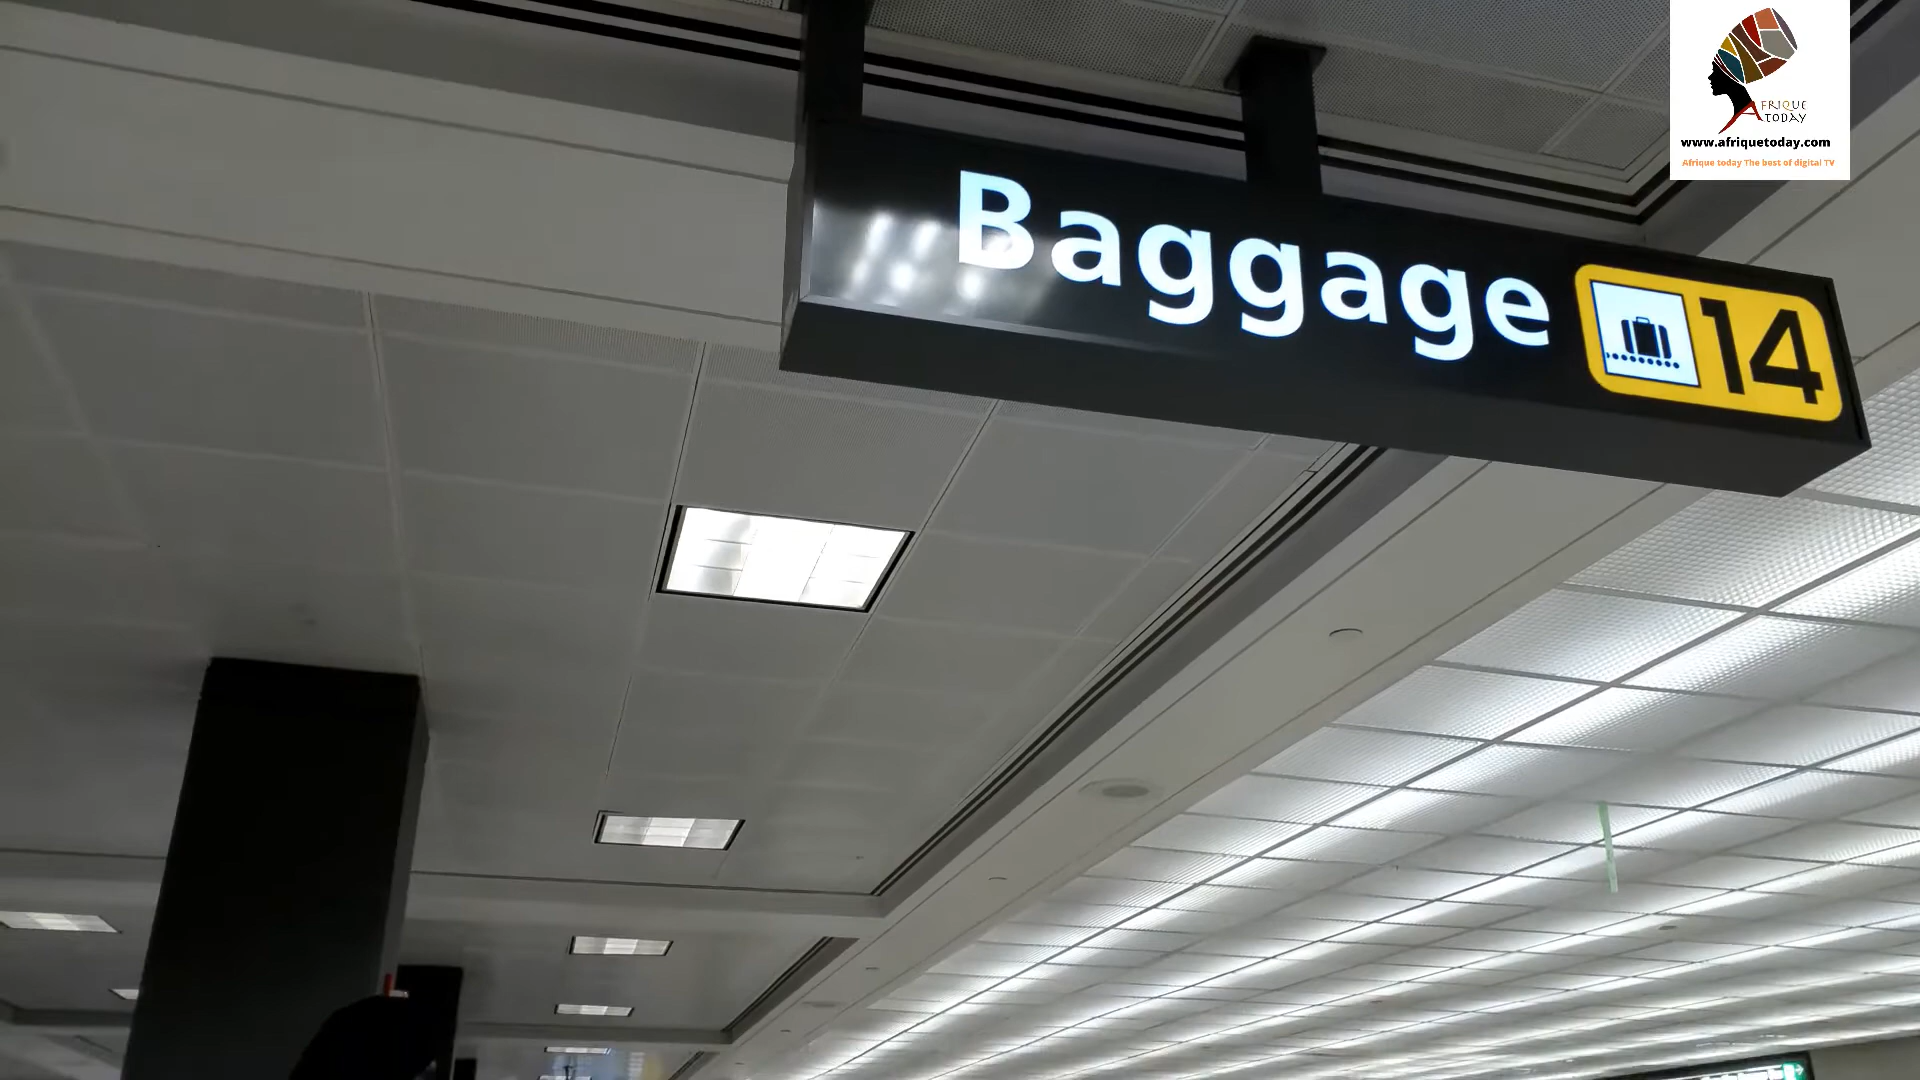 AFRIQUE
TODAY
www.afriquetoday.com
Afrique today The best of digital TV
Baggage 14